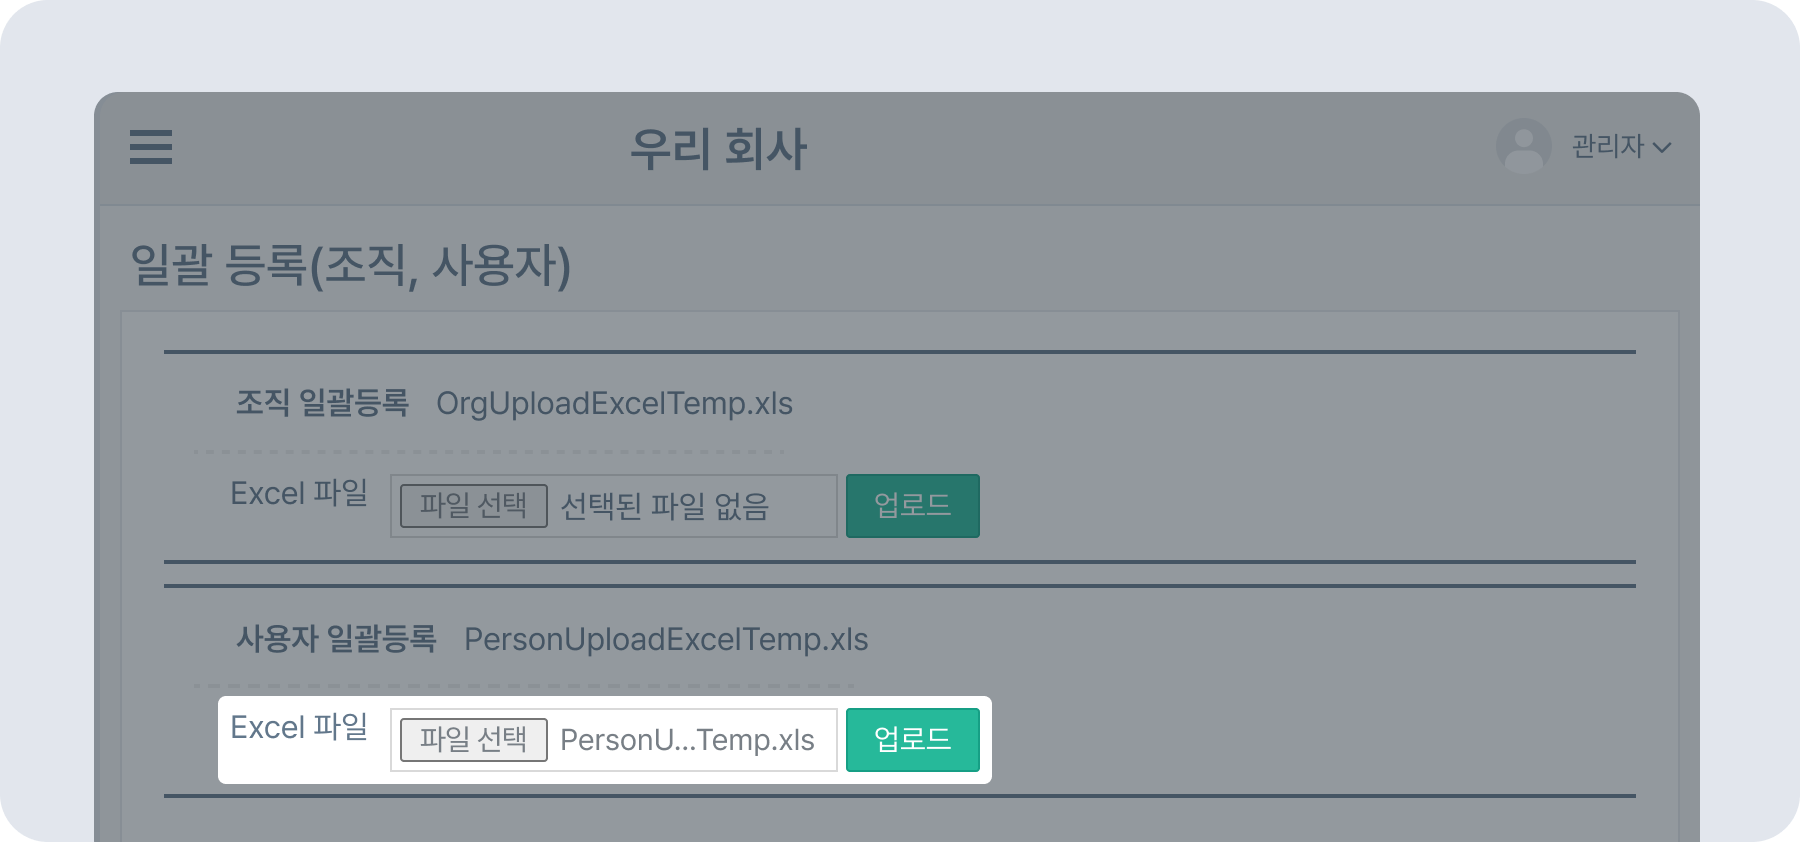 우리 회사
관리자
일괄 등록(조직, 사용자)
조직 일괄등록 OrgUploadExcelTemp.xls
Excel 파일 파일 선택 선택된 파일 없음 업로드
사용자 일괄등록 PersonUploadExcelTemp.xls
Excel 파일 파일 선택 PersonU...Temp.xls 업로드